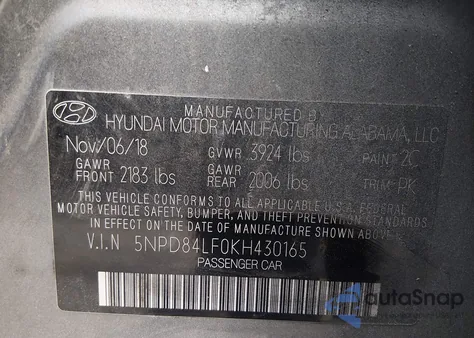 MANUFACTURED BY
HYUNDAI MOTOR MANUFACTURING ALABAMA, LLC
Nov/06/18 GVWR 3924 lbs PAINT 2C
GAWR FRONT 2183 lbs GAWR REAR 2006 lbs TRIM PK
THIS VEHICLE CONFORMS TO ALL APPLICABLE U.S. FEDERAL
MOTOR VEHICLE SAFETY, BUMPER, AND THEFT PREVENTION STANDARDS
IN EFFECT ON THE DATE OF MANUFACTURE SHOWN ABOVE.
V.I.N 5NPD84LF0KH430165
PASSENGER CAR
autoSnap